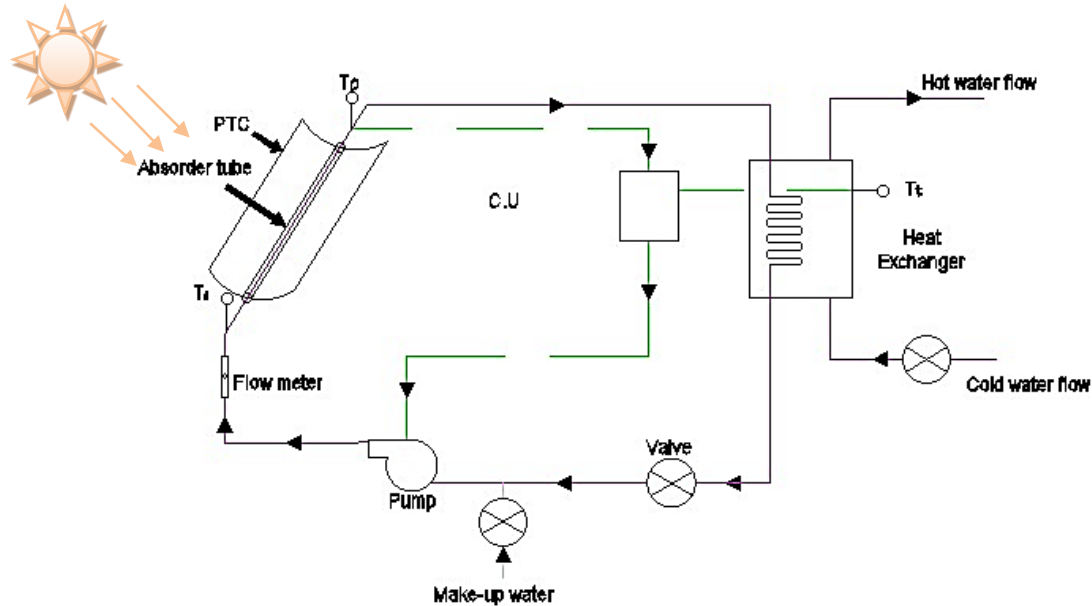 To
PTC
Absorder tube
Hot water flow
C.U
Tt
Heat
Exchanger
Ti
Flow meter
Cold water flow
Valve
Pump
Make-up water